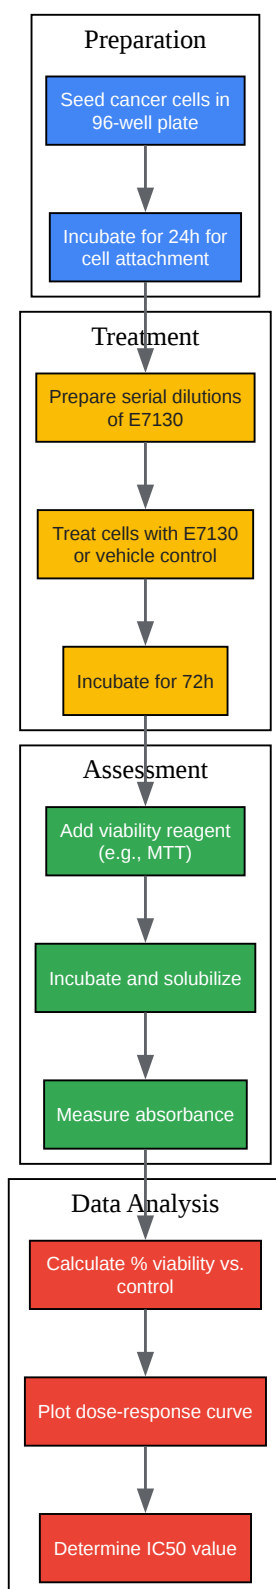 Preparation
Seed cancer cells in
96-well plate
Incubate for 24h for
cell attachment
Treatment
Prepare serial dilutions
of E7130
Treat cells with E7130
or vehicle control
Incubate for 72h
Assessment
Add viability reagent
(e.g., MTT)
Incubate and solubilize
Measure absorbance
Data Analysis
Calculate % viability vs.
control
Plot dose-response curve
Determine IC50 value